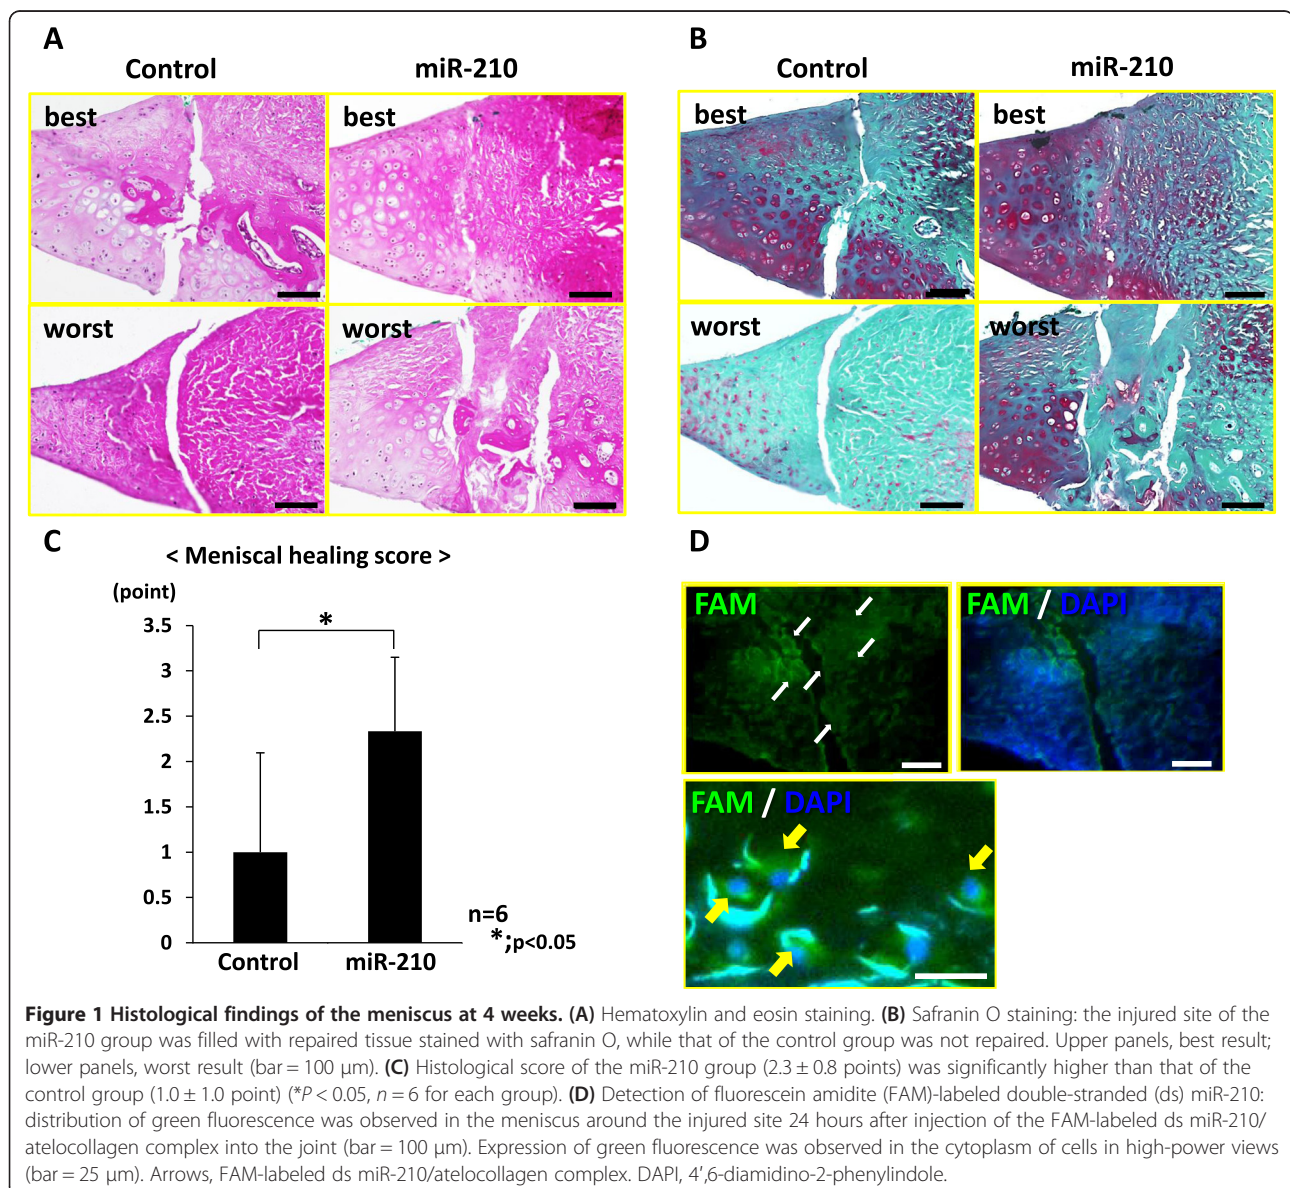 A
Control
miR-210
best
best
worst
worst
B
Control
miR-210
best
best
worst
worst
C
< Meniscal healing score >
(point)
3.5
3
2.5
2
1.5
1
0.5
0
*
Control
miR-210
n=6
*;p<0.05
D
FAM
FAM / DAPI
FAM / DAPI
Figure 1 Histological findings of the meniscus at 4 weeks. (A) Hematoxylin and eosin staining. (B) Safranin O staining: the injured site of the
miR-210 group was filled with repaired tissue stained with safranin O, while that of the control group was not repaired. Upper panels, best result;
lower panels, worst result (bar = 100 μm). (C) Histological score of the miR-210 group (2.3 ± 0.8 points) was significantly higher than that of the
control group (1.0 ± 1.0 point) (*P < 0.05, n = 6 for each group). (D) Detection of fluorescein amidite (FAM)-labeled double-stranded (ds) miR-210:
distribution of green fluorescence was observed in the meniscus around the injured site 24 hours after injection of the FAM-labeled ds miR-210/
atelocollagen complex into the joint (bar = 100 μm). Expression of green fluorescence was observed in the cytoplasm of cells in high-power views
(bar = 25 μm). Arrows, FAM-labeled ds miR-210/atelocollagen complex. DAPI, 4′,6-diamidino-2-phenylindole.